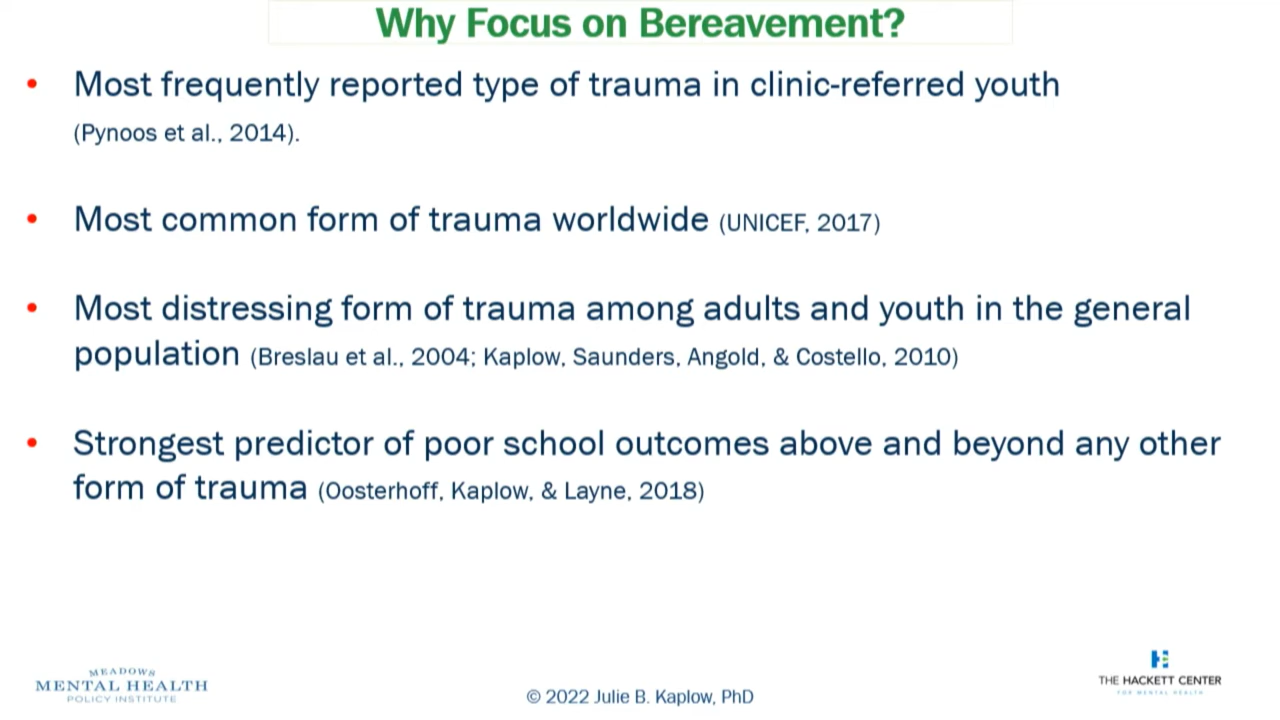 Why Focus on Bereavement?
• Most frequently reported type of trauma in clinic-referred youth
(Pynoos et al., 2014).
• Most common form of trauma worldwide (UNICEF, 2017)
• Most distressing form of trauma among adults and youth in the general
population (Breslau et al., 2004; Kaplow, Saunders, Angold, & Costello, 2010)
• Strongest predictor of poor school outcomes above and beyond any other
form of trauma (Oosterhoff, Kaplow, & Layne, 2018)
MEADOWS
MENTAL HEALTH
POLICY INSTITUTE
© 2022 Julie B. Kaplow, PhD
THE HACKETT CENTER
FOR MENTAL HEALTH